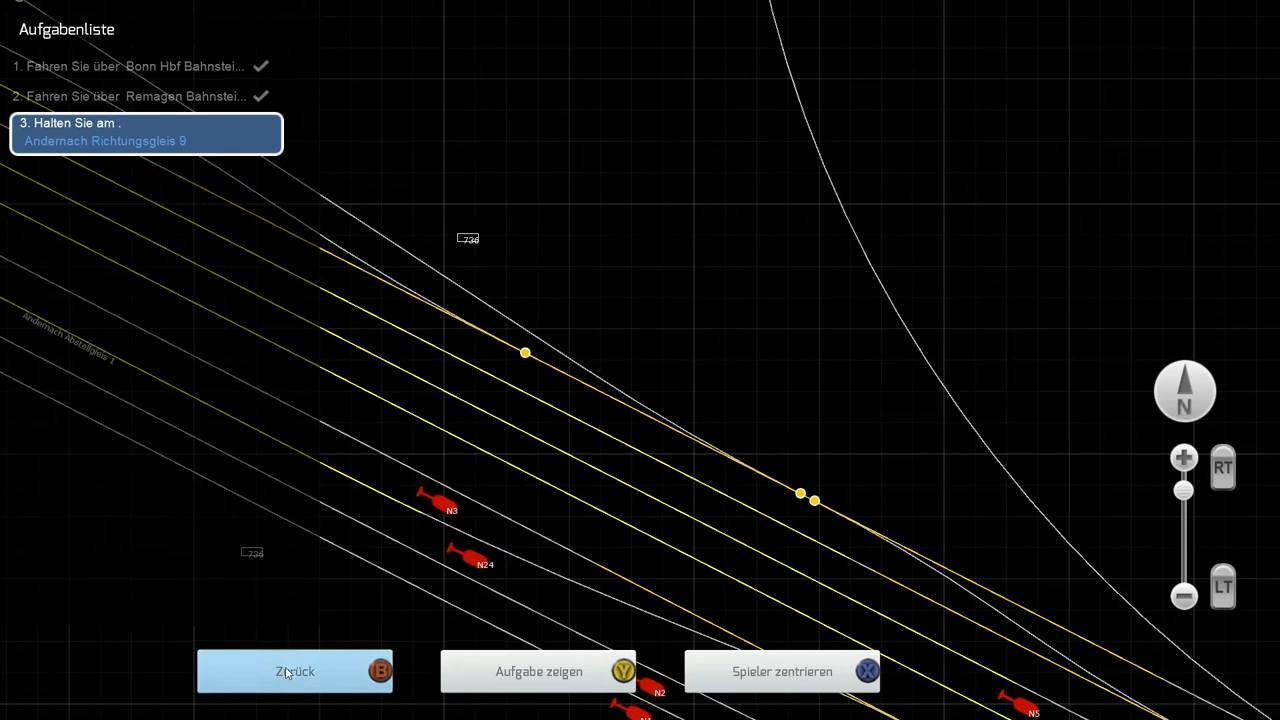 Aufgabenliste
1. Fahren Sie über Bonn Hbf Bahnstei...
2. Fahren Sie über Remagen Bahnstei...
3. Halten Sie am .
Andernach Richtungsgleis 9
736
Andernach Abstellgleis 1
N3
N24
736
N
RT
LT
Zurück B
Aufgabe zeigen Y
Spieler zentrieren X
N2
N5